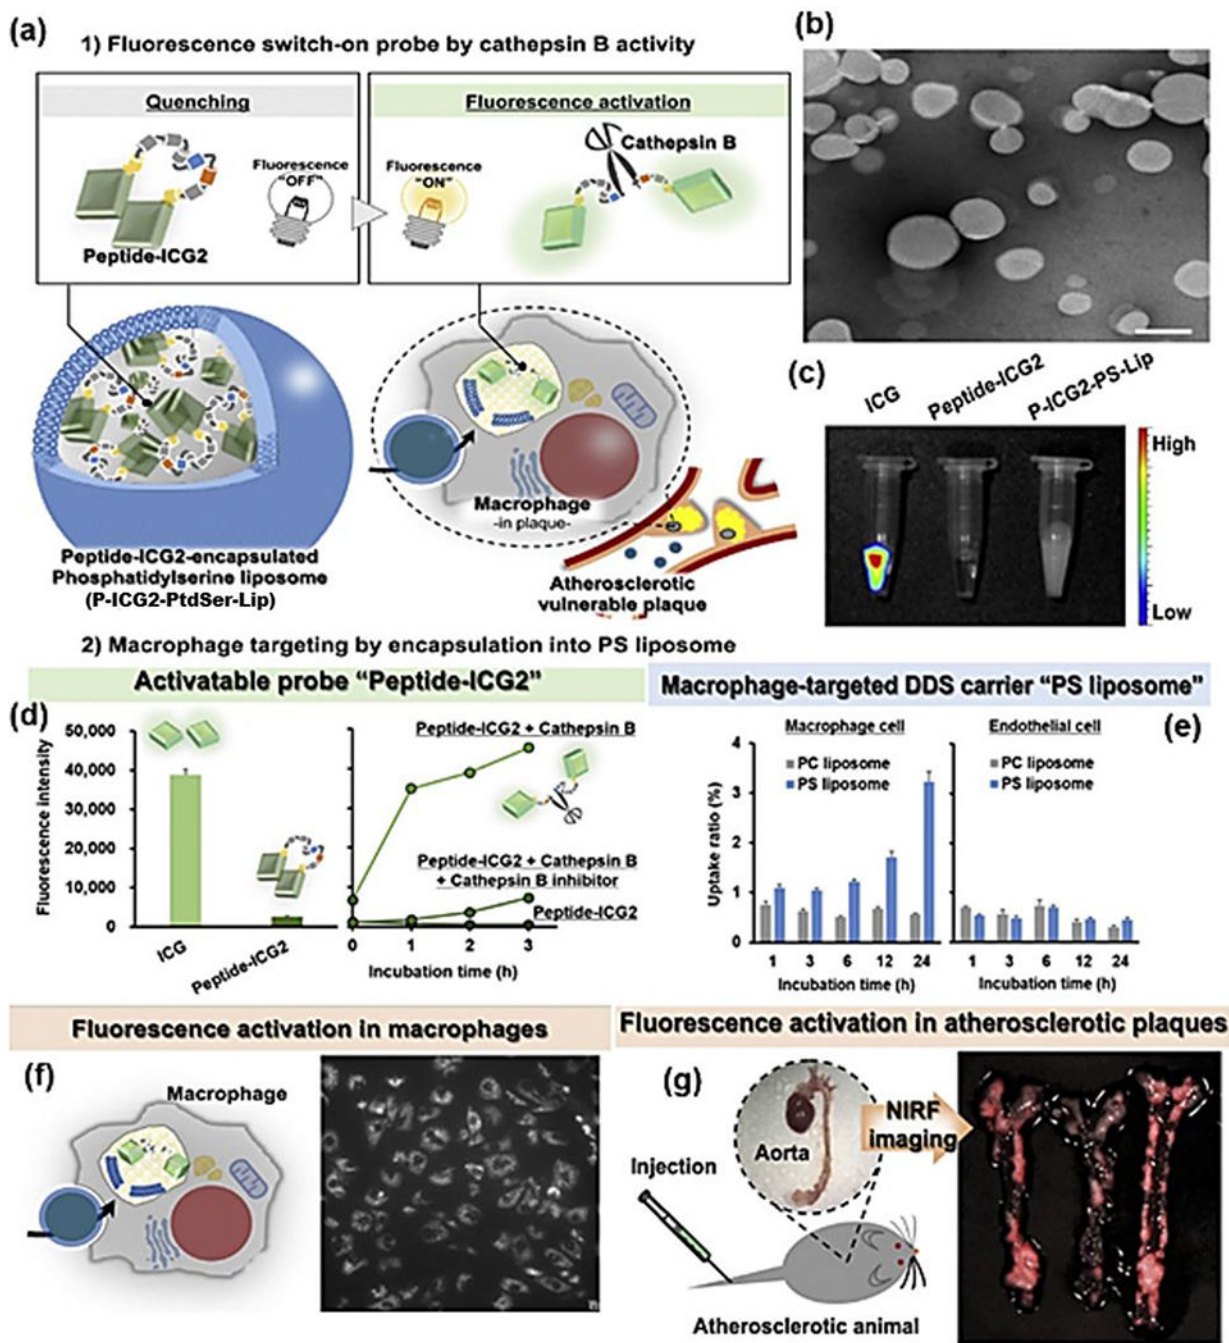 (a)
1) Fluorescence switch-on probe by cathepsin B activity
Quenching
Fluorescence
"OFF"
Peptide-ICG2
Fluorescence activation
Fluorescence
"ON"
Cathepsin B
Peptide-ICG2-encapsulated
Phosphatidylserine liposome
(P-ICG2-PtdSer-Lip)
Macrophage
-in plaque-
Atherosclerotic
vulnerable plaque
2) Macrophage targeting by encapsulation into PS liposome
(b)
(c)
ICG
Peptide-ICG2
P-ICG2-PS-Lip
High
Low
Activatable probe "Peptide-ICG2"
(d)
Fluorescence intensity
50,000
40,000
30,000
20,000
10,000
0
ICG
Peptide-ICG2
Peptide-ICG2 + Cathepsin B
Peptide-ICG2 + Cathepsin B
+ Cathepsin B inhibitor
Peptide-ICG2
0 1 2 3
Incubation time (h)
Macrophage-targeted DDS carrier "PS liposome"
(e)
Macrophage cell
PC liposome
PS liposome
Uptake ratio (%)
4
3
2
1
0
1 3 6 12 24
Incubation time (h)
Endothelial cell
PC liposome
PS liposome
1 3 6 12 24
Incubation time (h)
Fluorescence activation in macrophages
(f)
Macrophage
Fluorescence activation in atherosclerotic plaques
(g)
Aorta
NIRF
imaging
Injection
Atherosclerotic animal